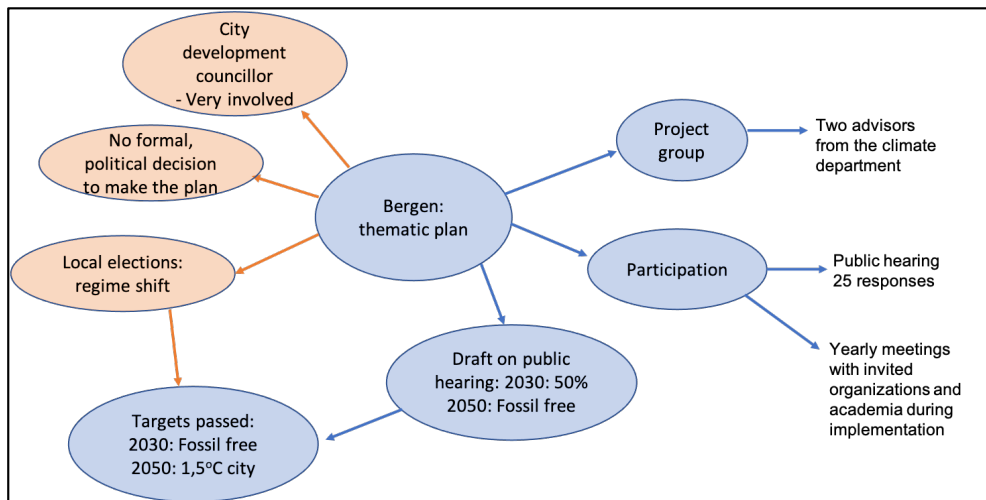 City
development
councillor
- Very involved
No formal,
political decision
to make the plan
Local elections:
regime shift
Bergen:
thematic plan
Project
group
Two advisors
from the climate
department
Participation
Public hearing
25 responses
Yearly meetings
with invited
organizations and
academia during
implementation
Draft on public
hearing: 2030: 50%
2050: Fossil free
Targets passed:
2030: Fossil free
2050: 1,5°C city